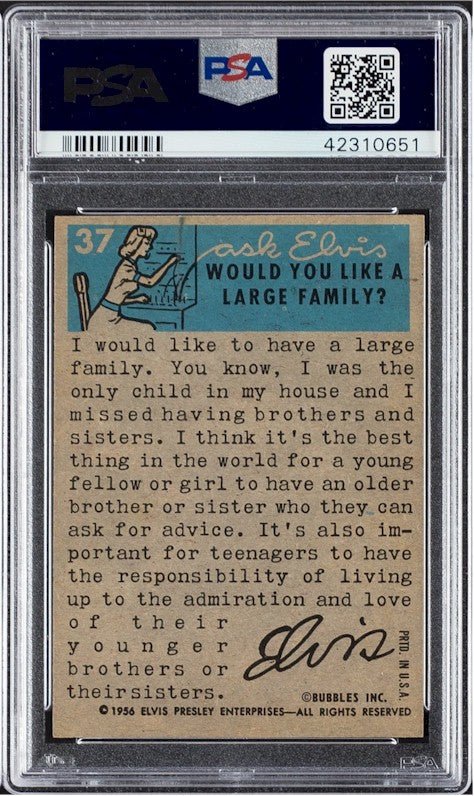 PSA
PSA
42310651
37
ask Elvis
WOULD YOU LIKE A
LARGE FAMILY?
I would like to have a large
family. You know, I was the
only child in my house and I
missed having brothers and
sisters. I think it's the best
thing in the world for a young
fellow or girl to have an older
brother or sister who they can
ask for advice. It's also im-
portant for teenagers to have
the responsibility of living
up to the admiration and love
of their
younger
brothers or
theirsisters.
Elvis
PRTD. IN U.S.A.
©BUBBLES INC.
© 1956 ELVIS PRESLEY ENTERPRISES—ALL RIGHTS RESERVED
PSA